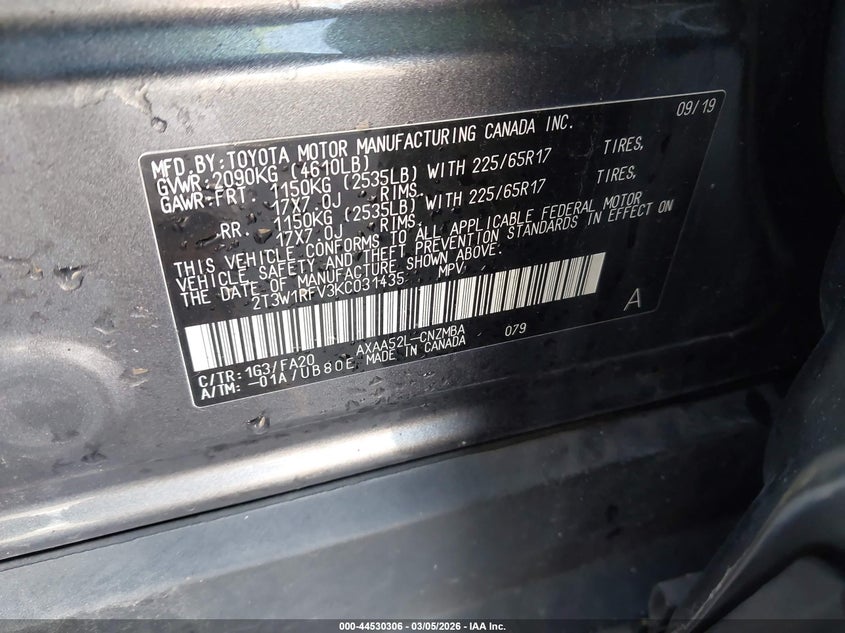 09/19
MFD.BY:TOYOTA MOTOR MANUFACTURING CANADA INC.
GVWR:2090KG (4610LB)
GAWR:FRT. 1150KG (2535LB) WITH 225/65R17 TIRES,
17X7.0J RIMS.
RR. 1150KG (2535LB) WITH 225/65R17 TIRES,
17X7.0J RIMS.
THIS VEHICLE CONFORMS TO ALL APPLICABLE FEDERAL MOTOR
VEHICLE SAFETY AND THEFT PREVENTION STANDARDS IN EFFECT ON
THE DATE OF MANUFACTURE SHOWN ABOVE.
2T3W1RFV3KC031435 MPV
A
C/TR: 1G3/FA20 AXAA52L-CNZMBA 079
A/TM: -01A/UB80E MADE IN CANADA
000-44530306 - 03/05/2026 - IAA Inc.